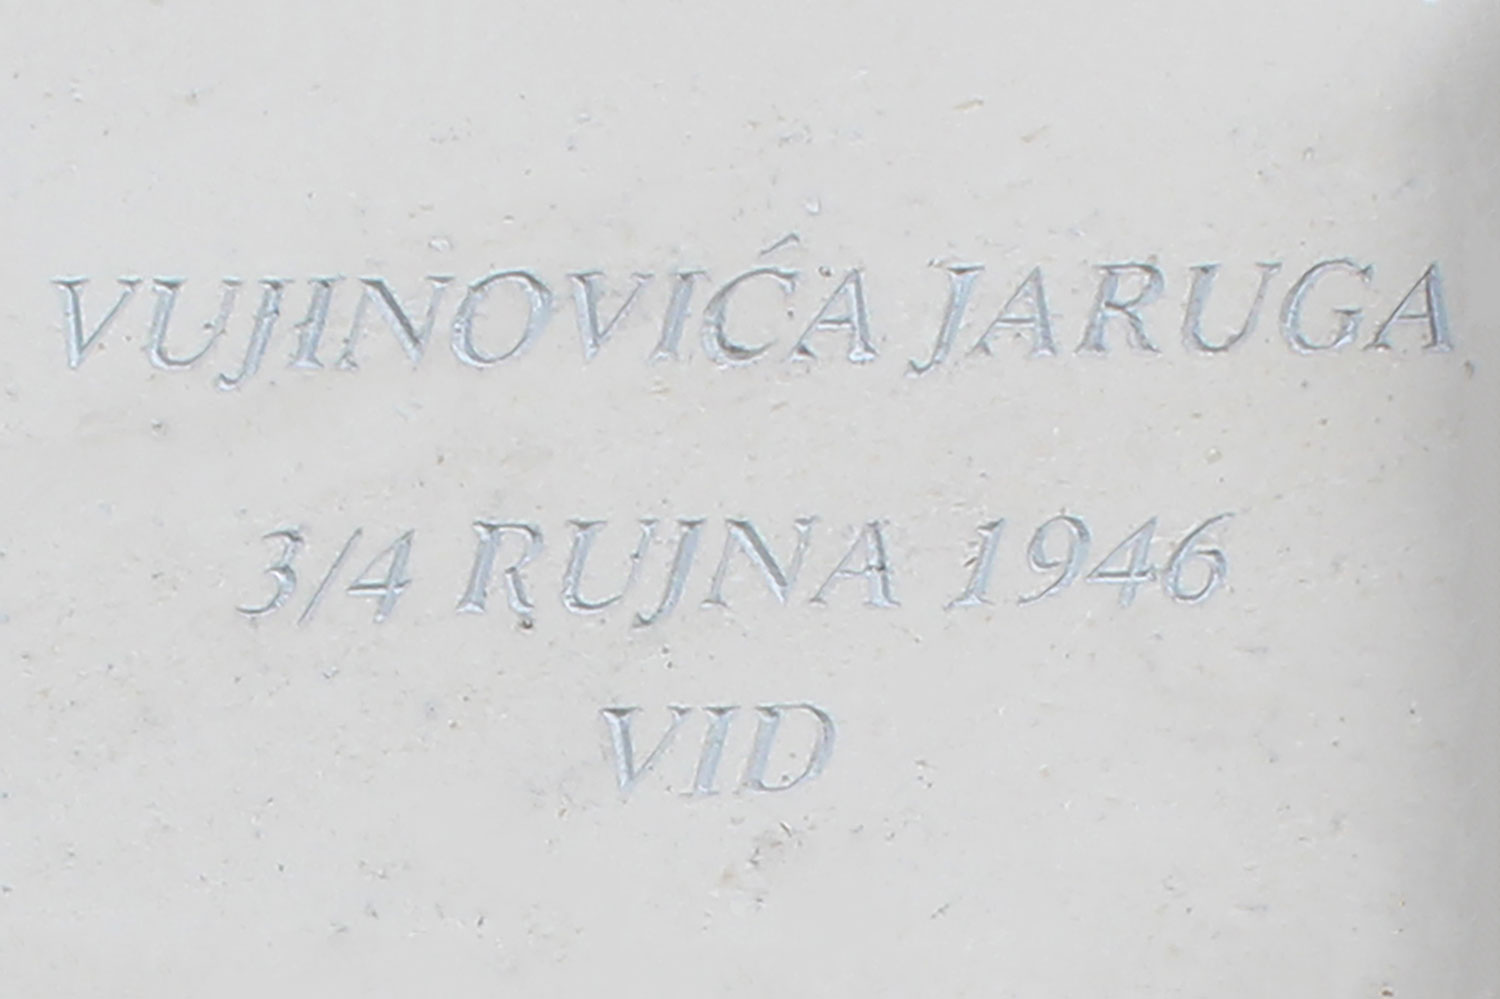 VUJINOVIĆA JARUGA
3/4 RUJNA 1946
VID